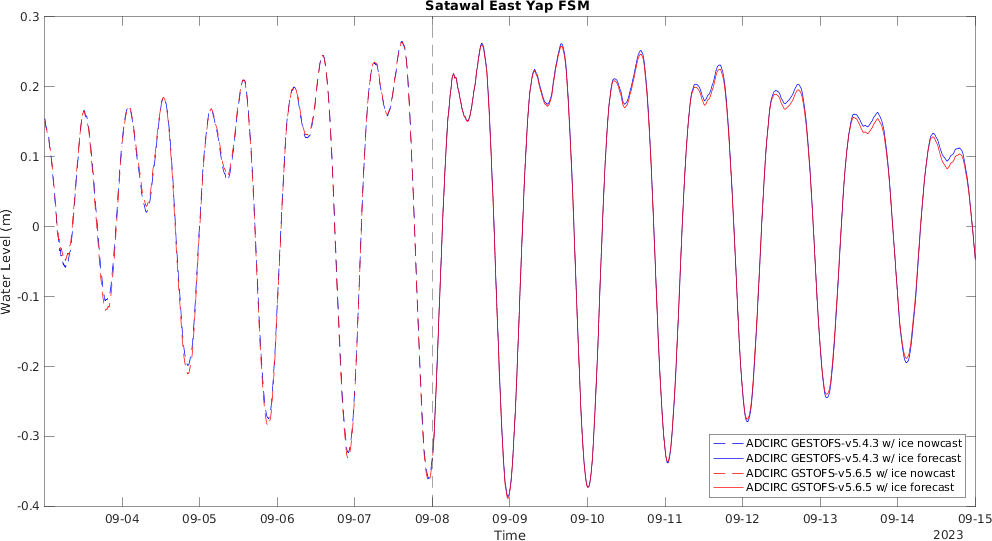 Satawal East Yap FSM
0.3
0.2
0.1
0
-0.1
-0.2
-0.3
-0.4
Water Level (m)
ADCIRC GESTOFS-v5.4.3 w/ ice nowcast
ADCIRC GESTOFS-v5.4.3 w/ ice forecast
ADCIRC GSTOFS-v5.6.5 w/ ice nowcast
ADCIRC GSTOFS-v5.6.5 w/ ice forecast
09-04 09-05 09-06 09-07 09-08 09-09 09-10 09-11 09-12 09-13 09-14 09-15
Time
2023